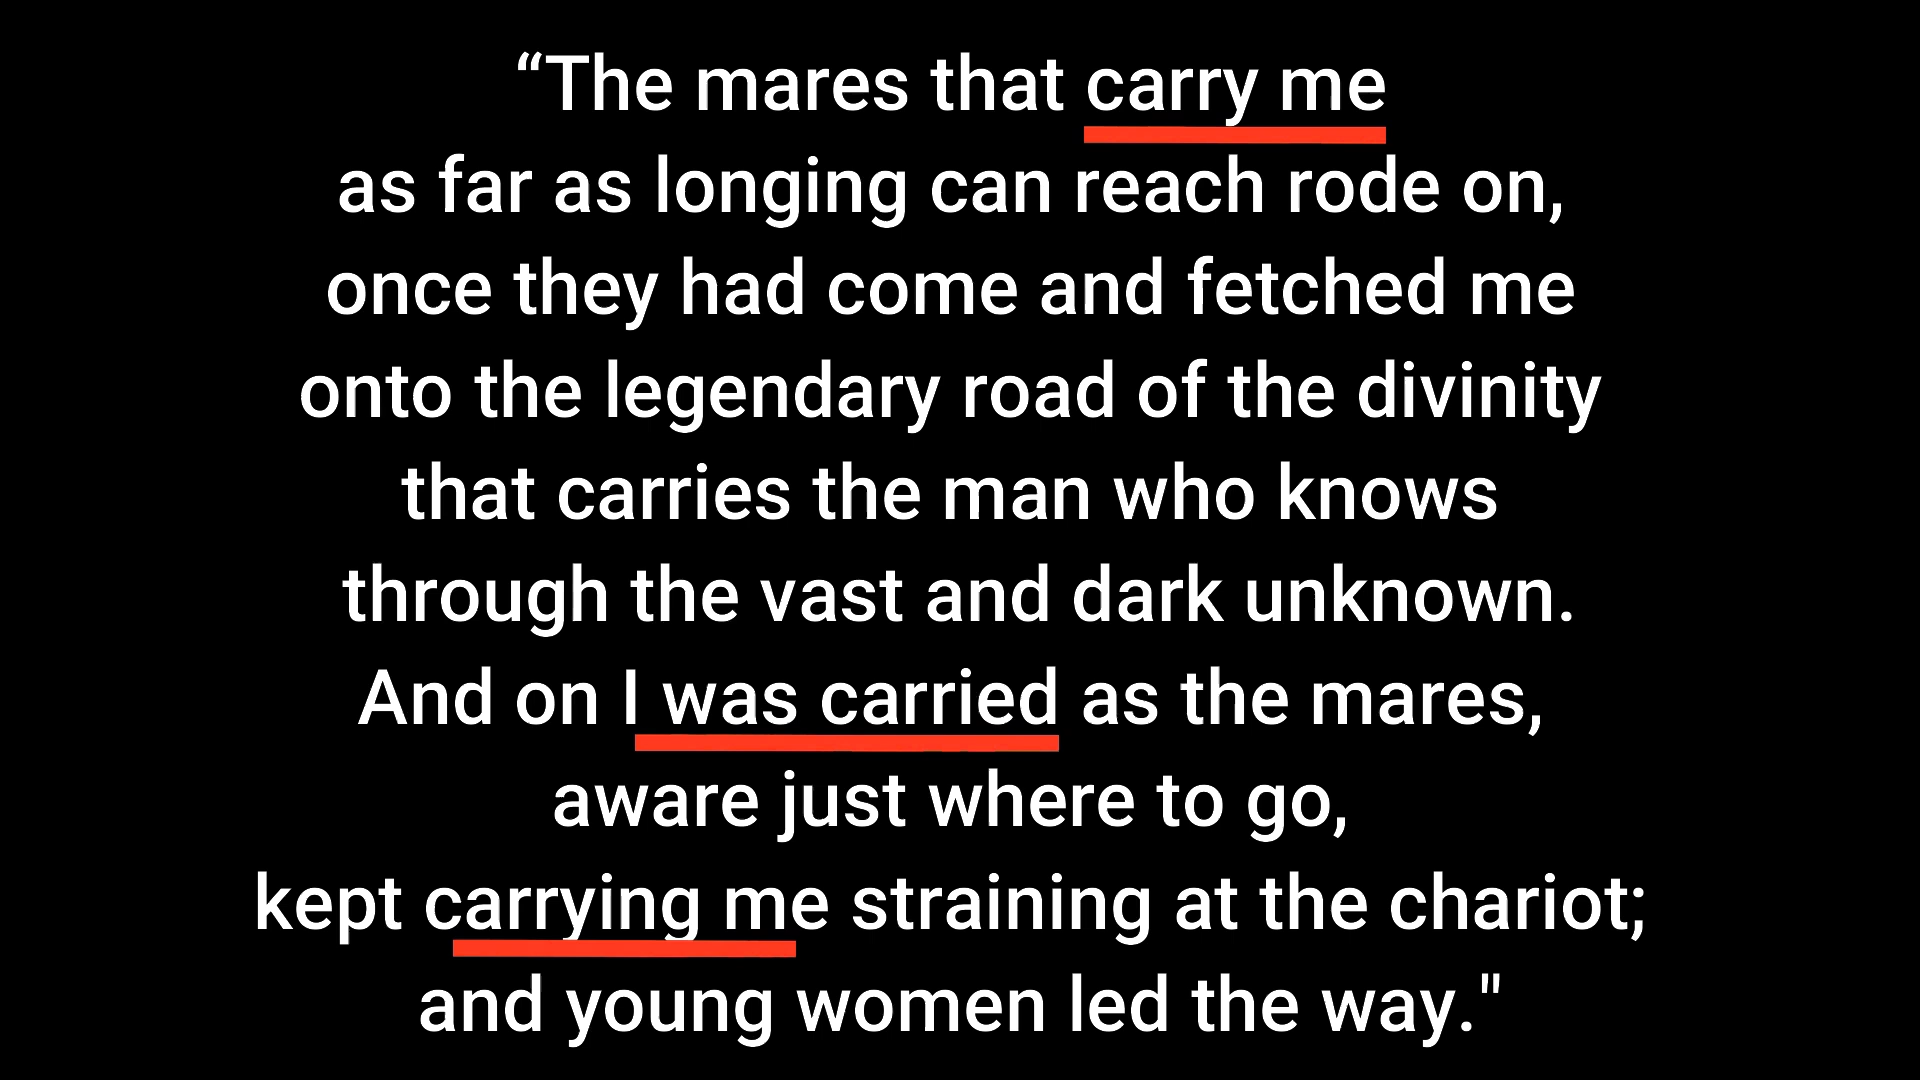 “The mares that carry me
as far as longing can reach rode on,
once they had come and fetched me
onto the legendary road of the divinity
that carries the man who knows
through the vast and dark unknown.
And on I was carried as the mares,
aware just where to go,
kept carrying me straining at the chariot;
and young women led the way."